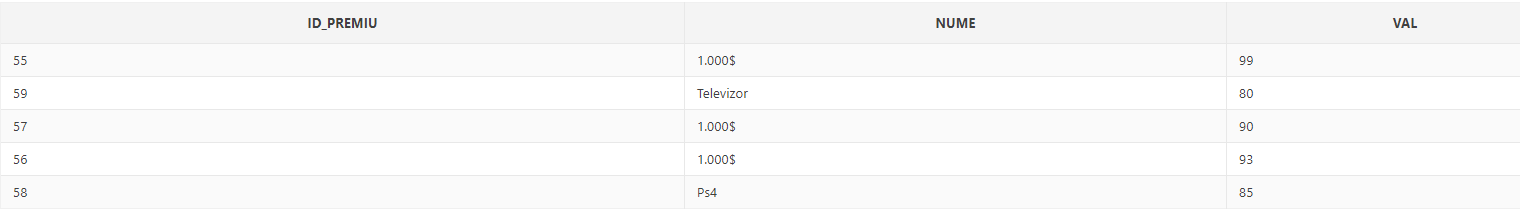 ID_PREMIU NUME VAL
55 1.000$ 99
59 Televizor 80
57 1.000$ 90
56 1.000$ 93
58 Ps4 85